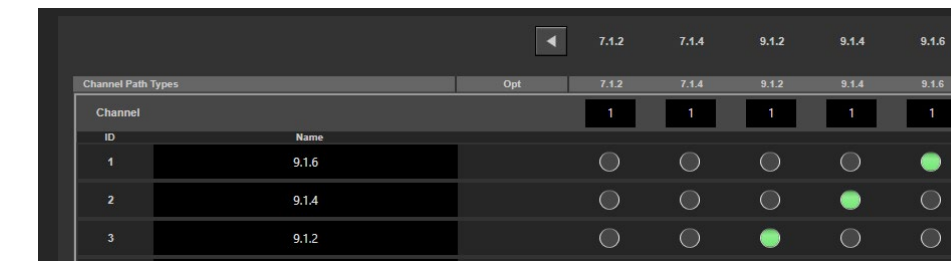 7.1.2 7.1.4 9.1.2 9.1.4 9.1.6
Channel Path Types Opt 7.1.2 7.1.4 9.1.2 9.1.4 9.1.6
Channel 1 1 1 1 1
ID Name
1 9.1.6
2 9.1.4
3 9.1.2